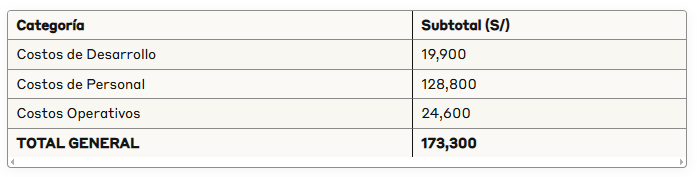 Categoría Subtotal (S/)
Costos de Desarrollo 19,900
Costos de Personal 128,800
Costos Operativos 24,600
TOTAL GENERAL 173,300